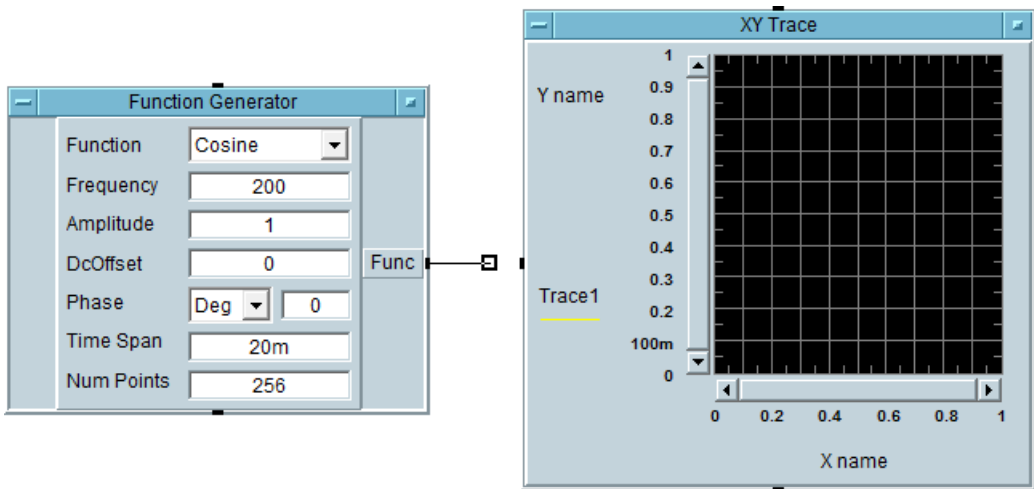 Function Generator
Function Cosine
Frequency 200
Amplitude 1
DcOffset 0
Func
Phase Deg 0
Time Span 20m
Num Points 256
XY Trace
Y name
1
0.9
0.8
0.7
0.6
0.5
0.4
0.3
Trace1
0.2
100m
0
0 0.2 0.4 0.6 0.8 1
X name